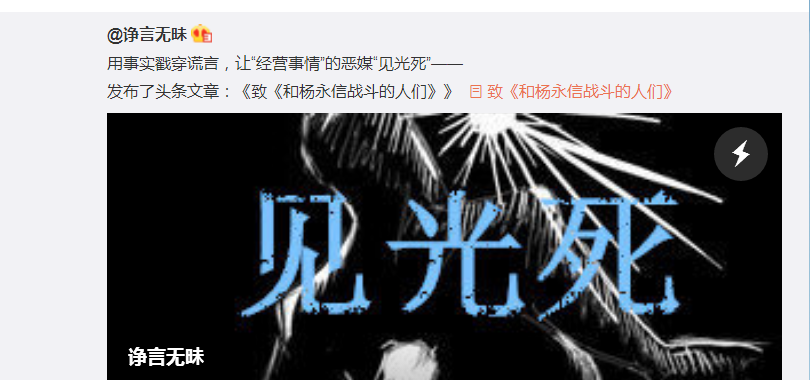 @诤言无昧
用事实戳穿谎言，让“经营事情”的恶媒“见光死”——
发布了头条文章：《致《和杨永信战斗的人们》》 致《和杨永信战斗的人们》
见光死
诤言无昧